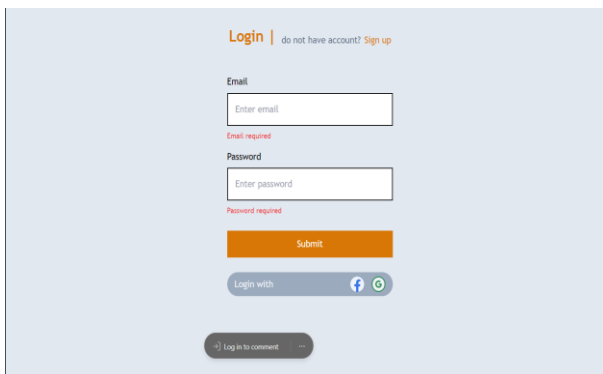 Login | do not have account? Sign up
Email
Enter email
Email required
Password
Enter password
Password required
Submit
Login with
Log in to comment